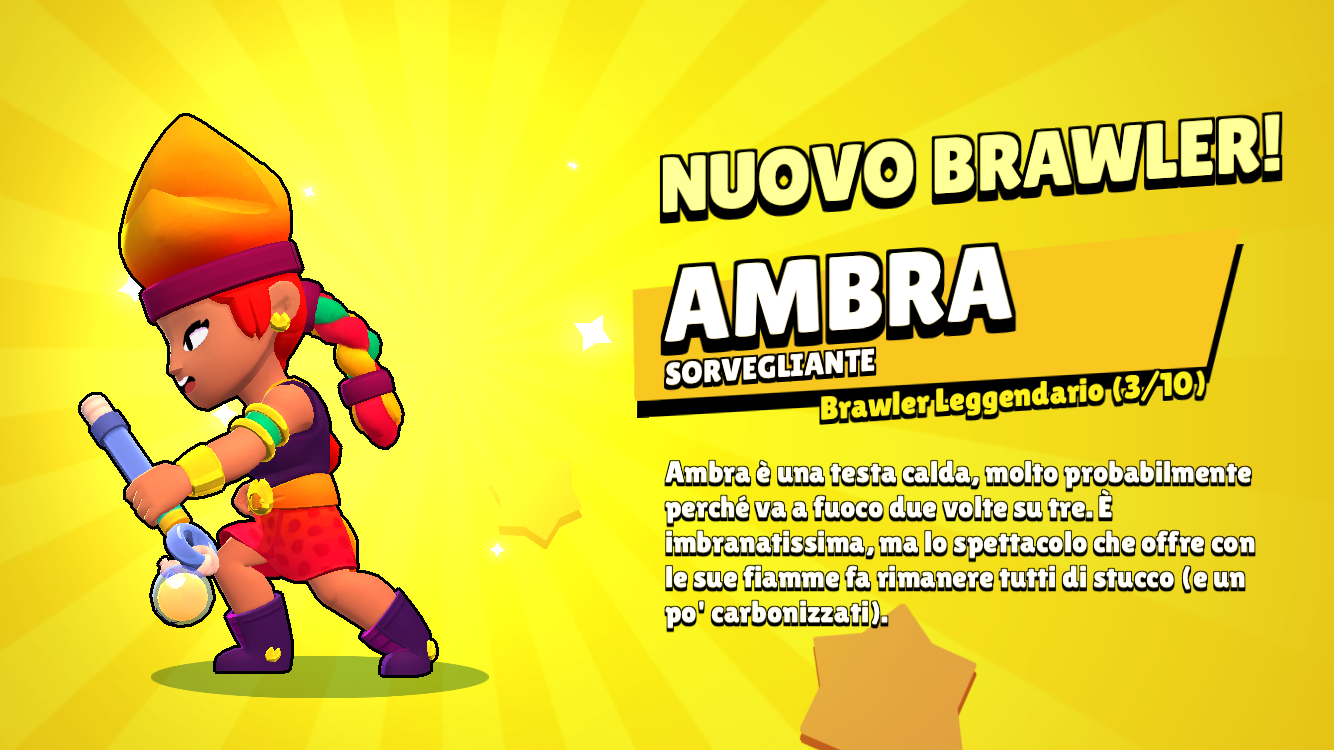 NUOVO BRAWLER!
AMBRA
SORVEGLIANTE
Brawler Leggendario (3/10)
Ambra è una testa calda, molto probabilmente
perché va a fuoco due volte su tre. È
imbranatissima, ma lo spettacolo che offre con
le sue fiamme fa rimanere tutti di stucco (e un
po' carbonizzati).